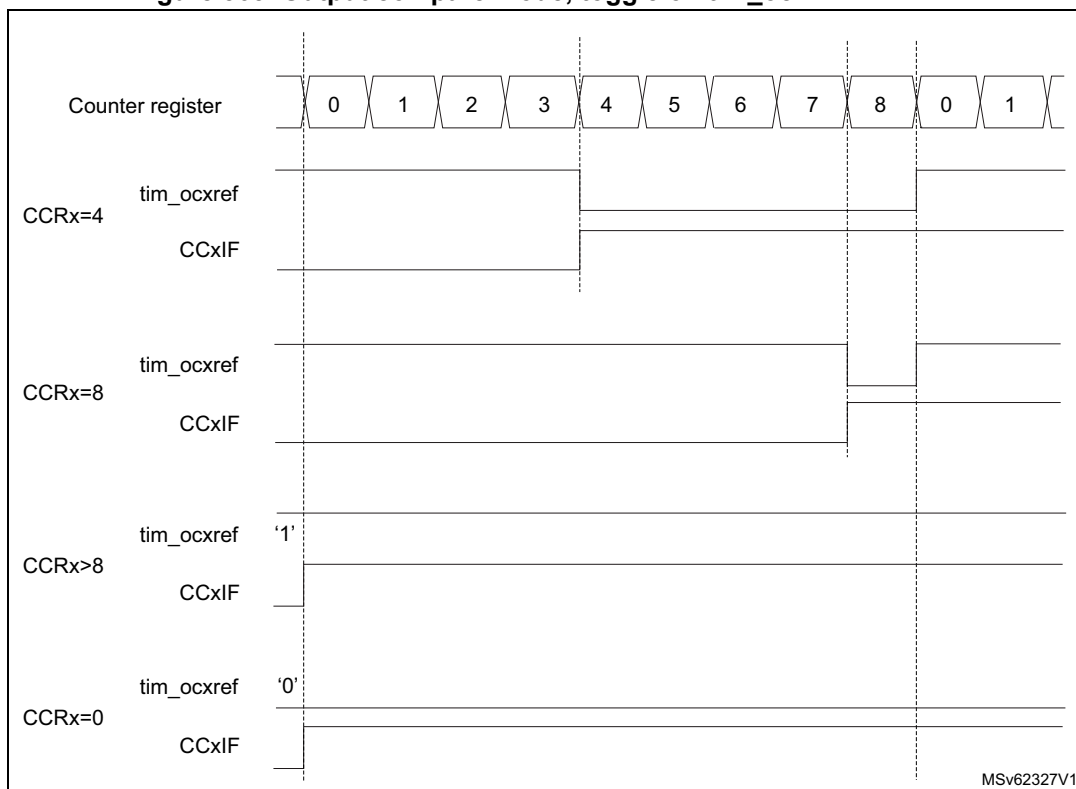 Counter register 0 1 2 3 4 5 6 7 8 0 1
tim_ocxref
CCRx=4
CCxIF
tim_ocxref
CCRx=8
CCxIF
tim_ocxref '1'
CCRx>8
CCxIF
tim_ocxref '0'
CCRx=0
CCxIF
MSv62327V1